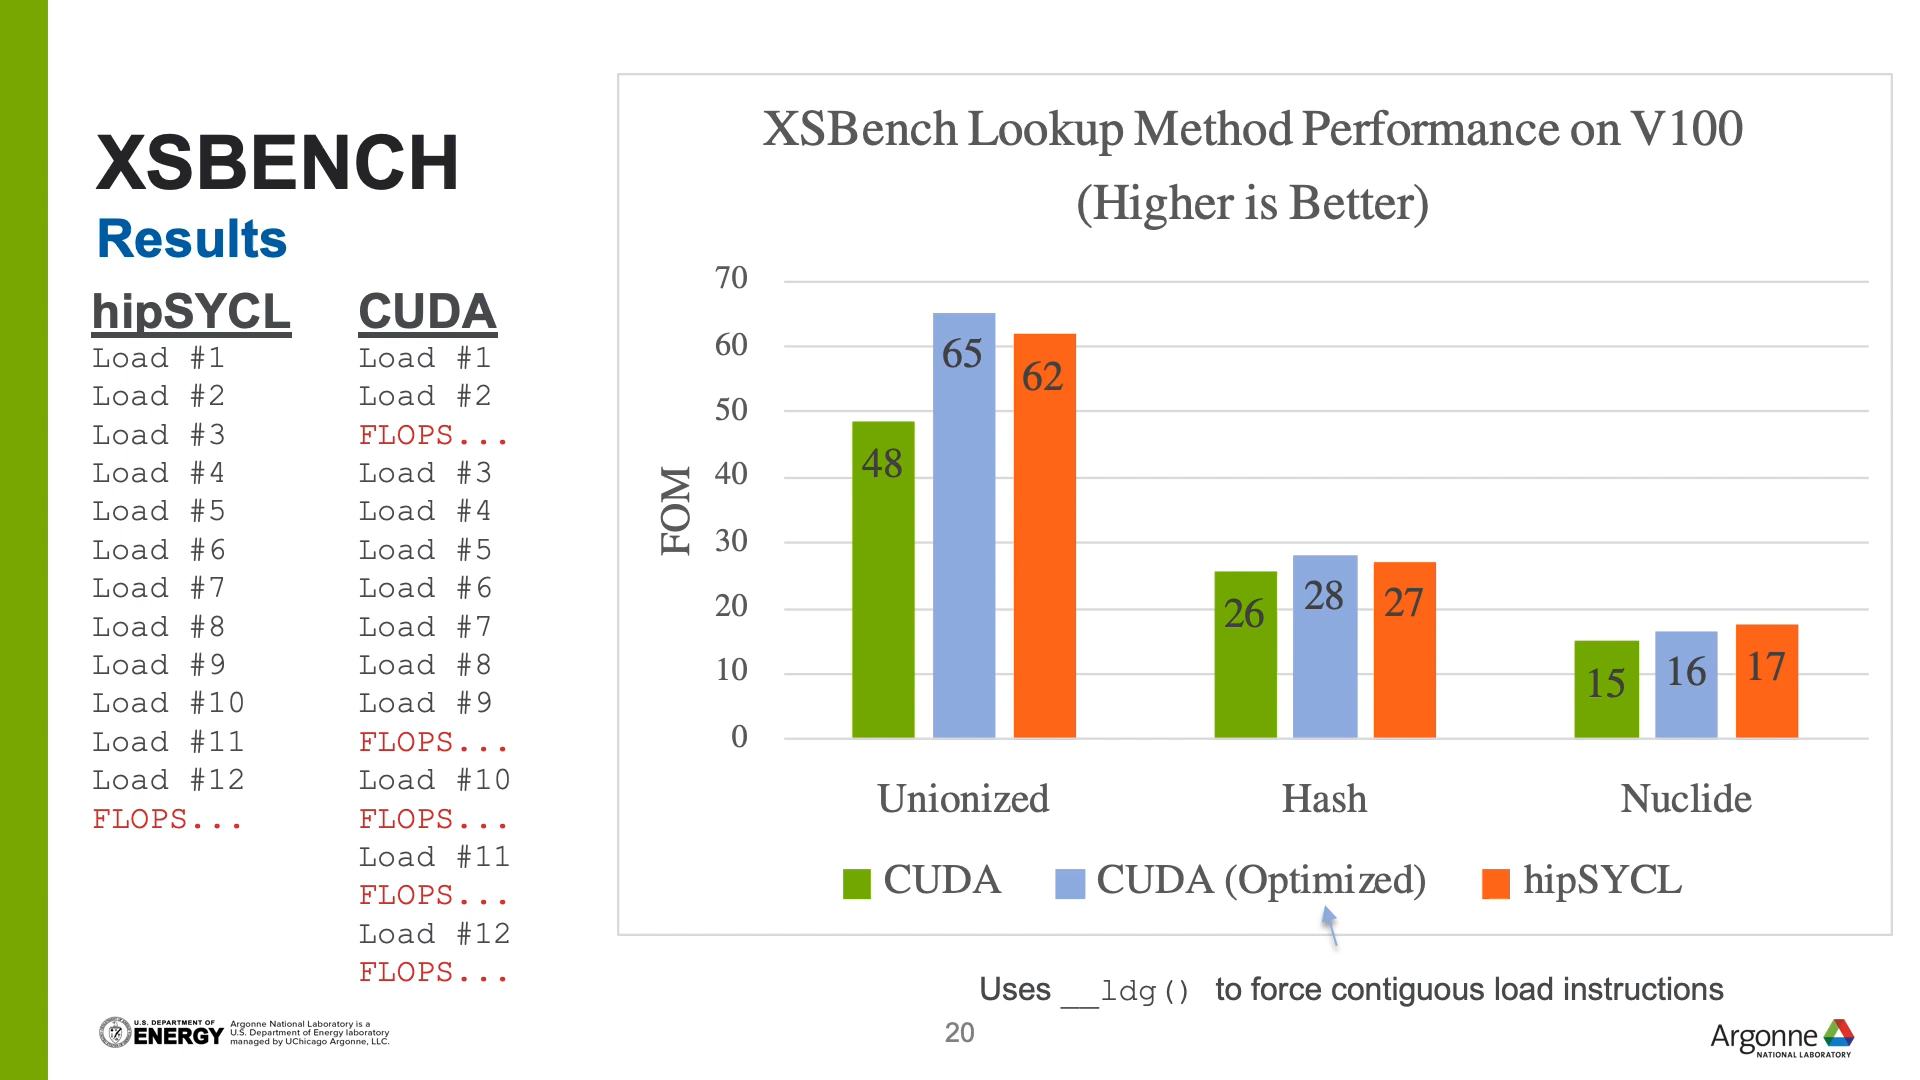 XSBENCH
Results
hipSYCL
Load #1
Load #2
Load #3
Load #4
Load #5
Load #6
Load #7
Load #8
Load #9
Load #10
Load #11
Load #12
FLOPS...
CUDA
Load #1
Load #2
FLOPS...
Load #3
Load #4
Load #5
Load #6
Load #7
Load #8
Load #9
FLOPS...
Load #10
FLOPS...
Load #11
FLOPS...
Load #12
FLOPS...
XSBench Lookup Method Performance on V100
(Higher is Better)
FOM
70
60
50
40
30
20
10
0
48
65
62
26
28
27
15
16
17
Unionized
Hash
Nuclide
CUDA
CUDA (Optimized)
hipSYCL
Uses __ldg() to force contiguous load instructions
U.S. DEPARTMENT OF
ENERGY
Argonne National Laboratory is a
U.S. Department of Energy laboratory
managed by UChicago Argonne, LLC.
20
Argonne
NATIONAL LABORATORY